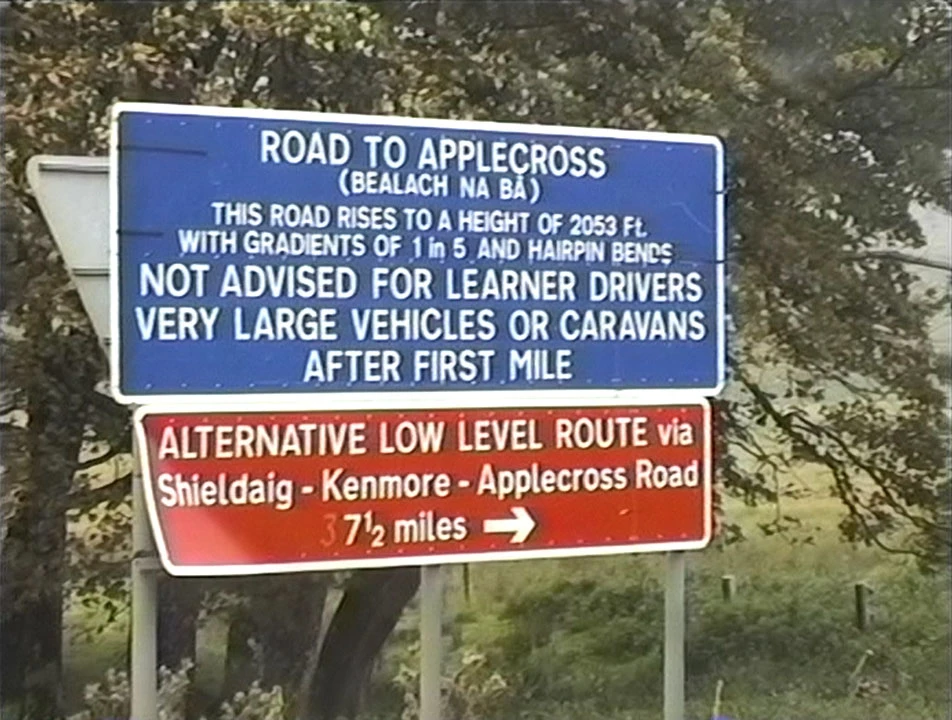 ROAD TO APPLECROSS
(BEALACH NA BÀ)
THIS ROAD RISES TO A HEIGHT OF 2053 Ft.
WITH GRADIENTS OF 1 in 5 AND HAIRPIN BENDS
NOT ADVISED FOR LEARNER DRIVERS
VERY LARGE VEHICLES OR CARAVANS
AFTER FIRST MILE
ALTERNATIVE LOW LEVEL ROUTE via
Shieldaig - Kenmore - Applecross Road
37½ miles →